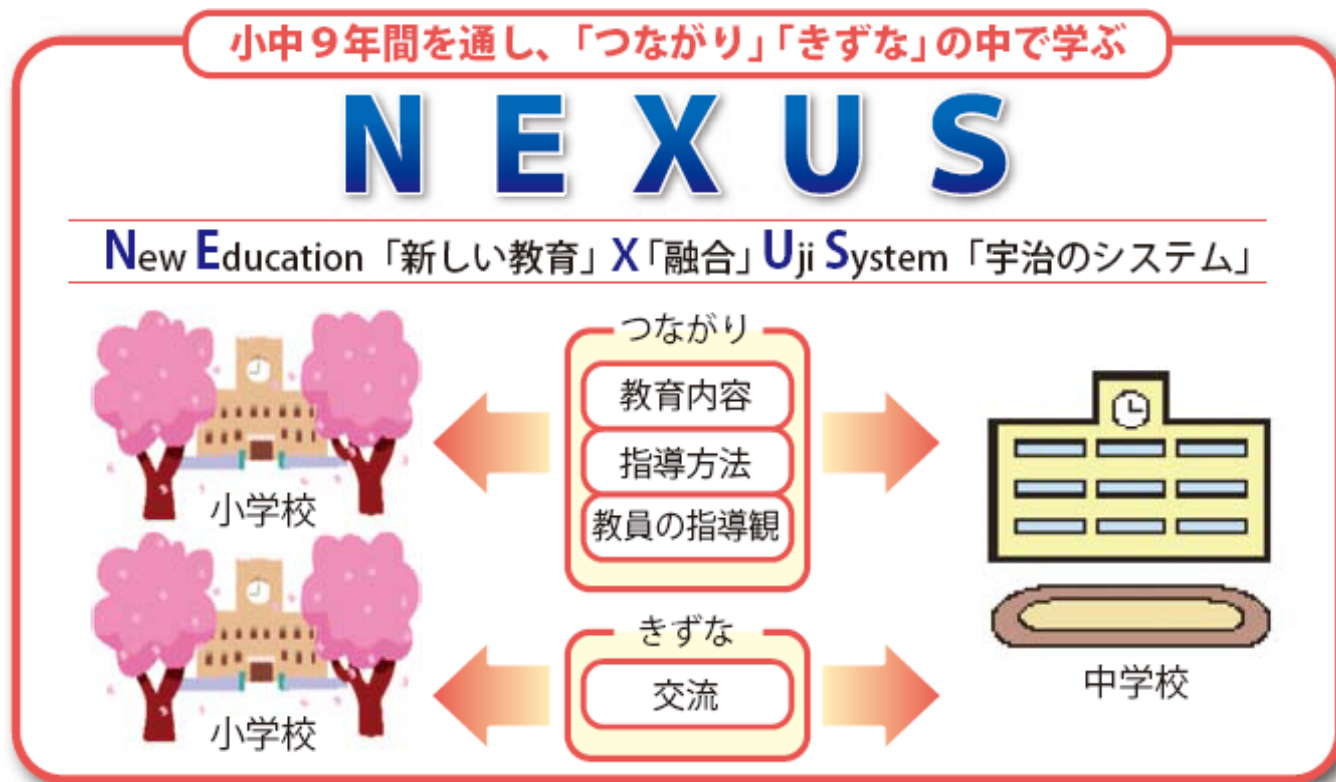 小中９年間を通し、「つながり」「きずな」の中で学ぶ
NEXUS
New Education「新しい教育」X「融合」Uji System「宇治のシステム」
つながり
教育内容
指導方法
教員の指導観
小学校
きずな
交流
小学校
中学校